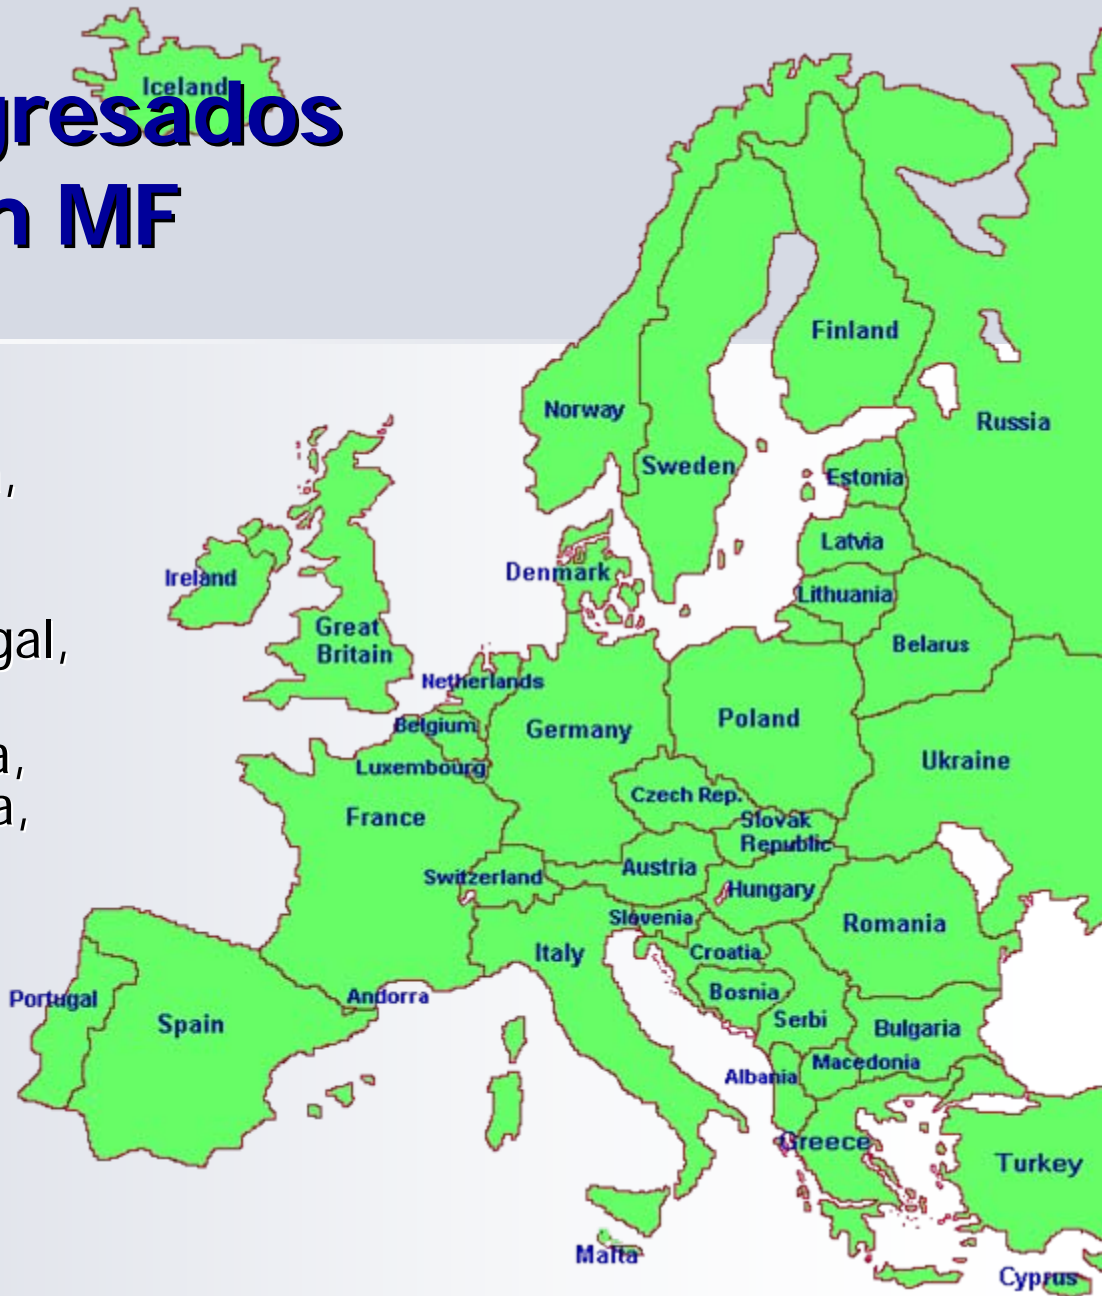 Iceland
gresados
n MF
,
gal,
a,
a,
Finland
Norway
Russia
Sweden
Estonia
Latvia
Denmark
Ireland
Lithuania
Great
Britain
Belarus
Netherlands
Belgium
Germany
Poland
Luxembourg
Ukraine
Czech Rep.
France
Slovak
Republic
Switzerland
Austria
Hungary
Slovenia
Romania
Italy
Croatia
Portugal
Andorra
Bosnia
Spain
Serbi
Bulgaria
Macedonia
Albania
Greece
Turkey
Malta
Cyprus